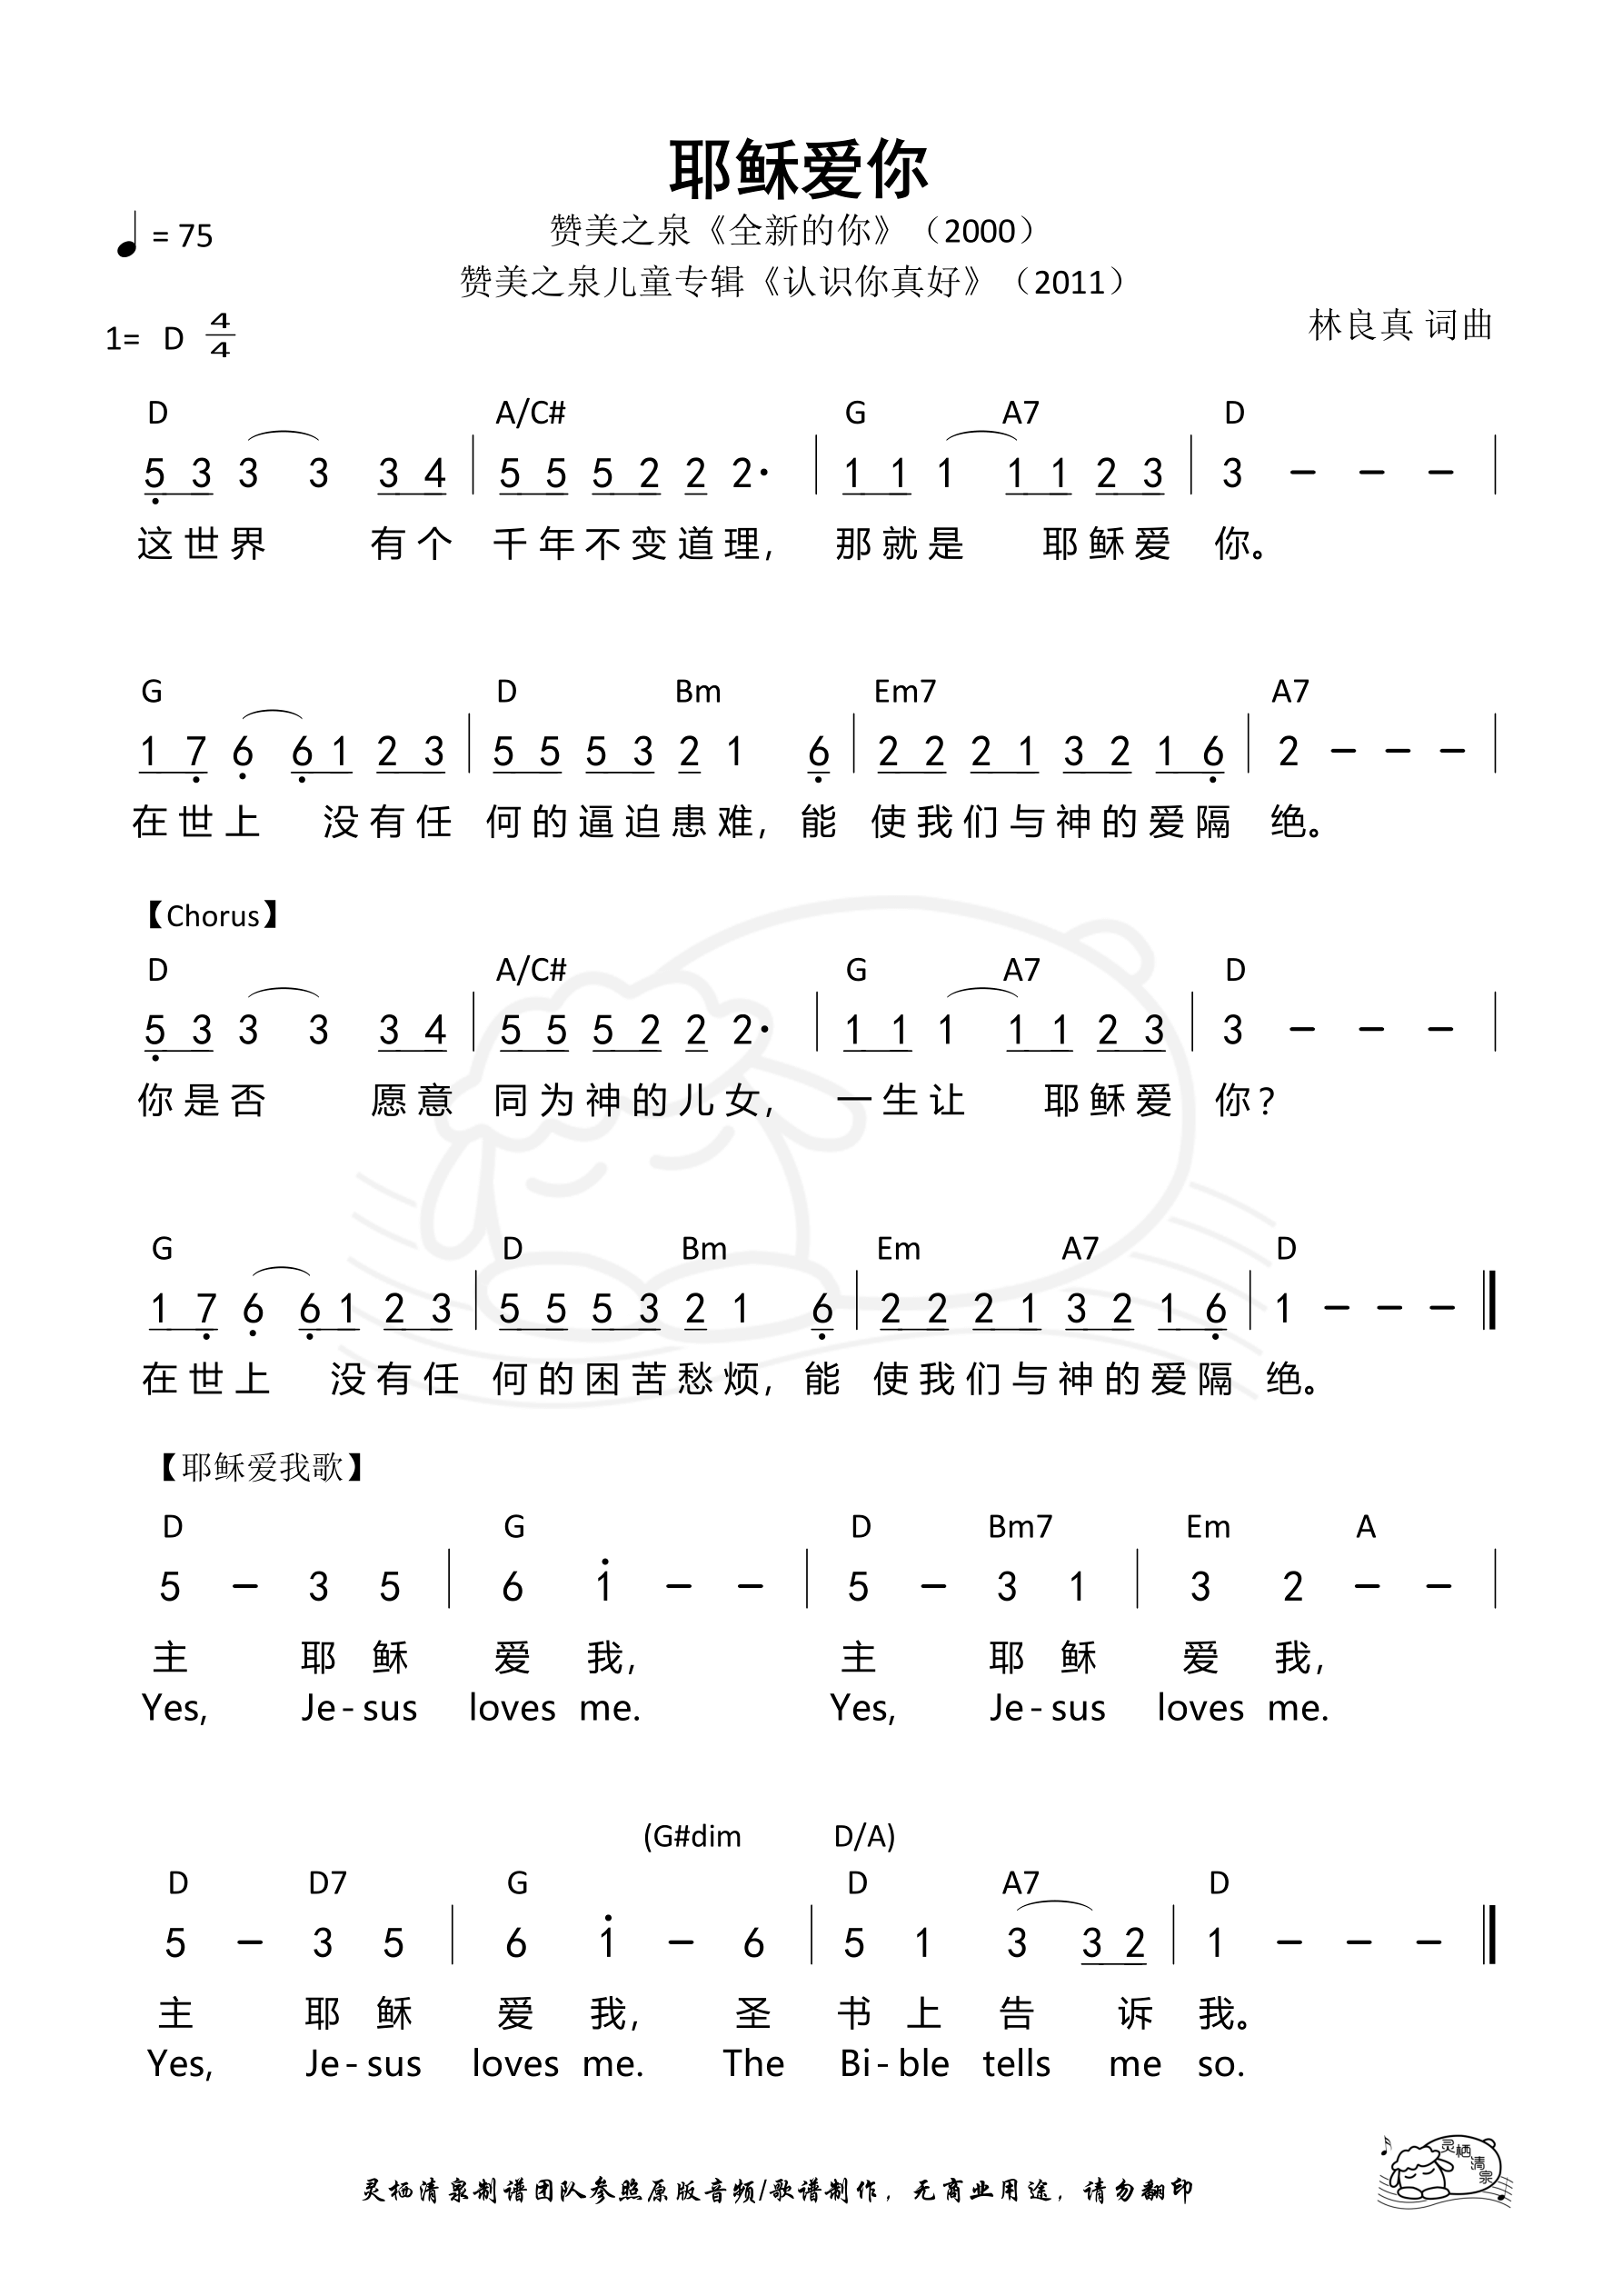 耶稣爱你
赞美之泉《全新的你》（2000）
= 75
赞美之泉儿童专辑《认识你真好》（2011）
林良真 词曲
1= D 4/4
D A/C# G A7 D
5 3 3 3 3 4 | 5 5 5 2 2 2· | 1 1 1 1 1 2 3 | 3 – – – |
这世界 有个 千年不变道理, 那就是 耶稣爱 你。
G D Bm Em7 A7
1 7 6 6 1 2 3 | 5 5 5 3 2 1 6 | 2 2 2 1 3 2 1 6 | 2 – – – |
在世上 没有任 何的逼迫患难, 能 使我们与神的爱隔 绝。
【Chorus】
D A/C# G A7 D
5 3 3 3 3 4 | 5 5 5 2 2 2· | 1 1 1 1 1 2 3 | 3 – – – |
你是否 愿意 同为神的儿女, 一生让 耶稣爱 你?
G D Bm Em A7 D
1 7 6 6 1 2 3 | 5 5 5 3 2 1 6 | 2 2 2 1 3 2 1 6 | 1 – – – ‖
在世上 没有任 何的困苦愁烦, 能 使我们与神的爱隔 绝。
【耶稣爱我歌】
D G D Bm7 Em A
5 – 3 5 | 6 1 – – | 5 – 3 1 | 3 2 – – |
主 耶稣 爱 我, 主 耶稣 爱 我,
Yes, Je-sus loves me. Yes, Je-sus loves me.
(G#dim D/A)
D D7 G D A7 D
5 – 3 5 | 6 1 – 6 | 5 1 3 3 2 | 1 – – – ‖
主 耶稣 爱 我, 圣 书上告 诉 我。
Yes, Je-sus loves me. The Bi-ble tells me so.
灵栖清泉
灵栖清泉制谱团队参照原版音频/歌谱制作，无商业用途，请勿翻印